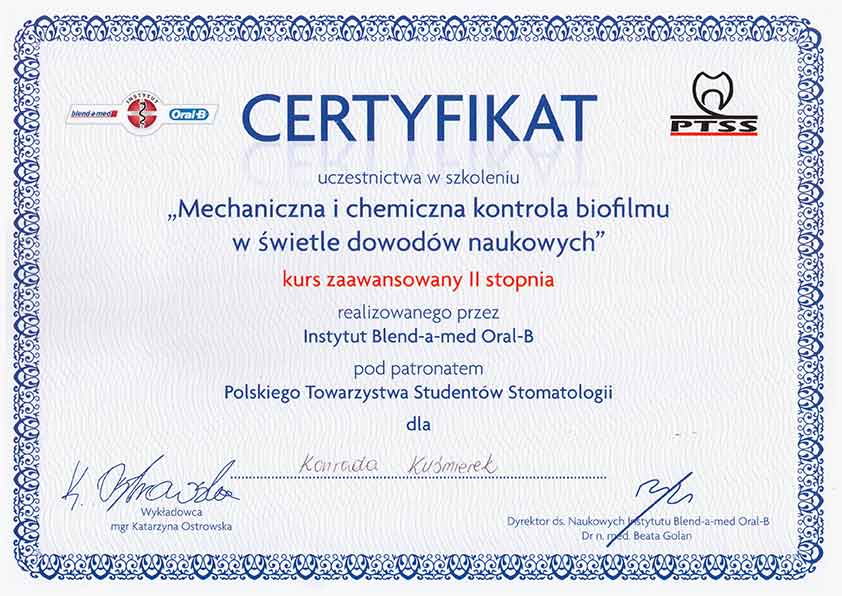 blend-a-med
INSTYTUT
Oral-B
CERTYFIKAT
PTSS
uczestnictwa w szkoleniu
„Mechaniczna i chemiczna kontrola biofilmu
w świetle dowodów naukowych”
kurs zaawansowany II stopnia
realizowanego przez
Instytut Blend-a-med Oral-B
pod patronatem
Polskiego Towarzystwa Studentów Stomatologii
dla
Konrada Kuśmierek
K. Ostrowska
Wykładowca
mgr Katarzyna Ostrowska
Dyrektor ds. Naukowych Instytutu Blend-a-med Oral-B
Dr n. med. Beata Golan